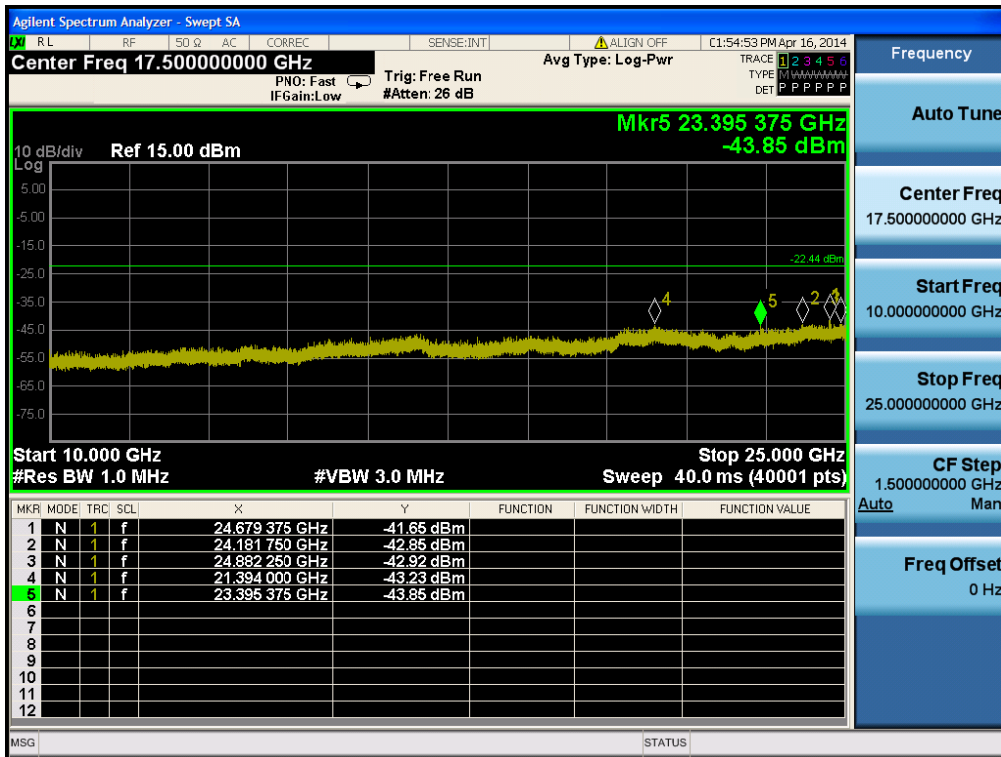 Agilent Spectrum Analyzer - Swept SA
LXI RL RF 50 Ω AC CORREC SENSE:INT ALIGN OFF 01:54:53 PM Apr 16, 2014
Center Freq 17.500000000 GHz
PNO: Fast
IFGain:Low
Trig: Free Run
#Atten: 26 dB
Avg Type: Log-Pwr
TRACE 1 2 3 4 5 6
TYPE M WWWWW
DET P P P P P P
Mkr5 23.395 375 GHz
-43.85 dBm
10 dB/div Ref 15.00 dBm
Log
5.00
-5.00
-15.0
-22.44 dBm
-25.0
-35.0
4
5
2
-45.0
-55.0
-65.0
-75.0
Start 10.000 GHz Stop 25.000 GHz
#Res BW 1.0 MHz #VBW 3.0 MHz Sweep 40.0 ms (40001 pts)
MKR MODE TRC SCL X Y FUNCTION FUNCTION WIDTH FUNCTION VALUE
1 N 1 f 24.679 375 GHz -41.65 dBm
2 N 1 f 24.181 750 GHz -42.85 dBm
3 N 1 f 24.882 250 GHz -42.92 dBm
4 N 1 f 21.394 000 GHz -43.23 dBm
5 N 1 f 23.395 375 GHz -43.85 dBm
6
7
8
9
10
11
12
MSG STATUS
Frequency
Auto Tune
Center Freq
17.500000000 GHz
Start Freq
10.000000000 GHz
Stop Freq
25.000000000 GHz
CF Step
1.500000000 GHz
Auto Man
Freq Offset
0 Hz